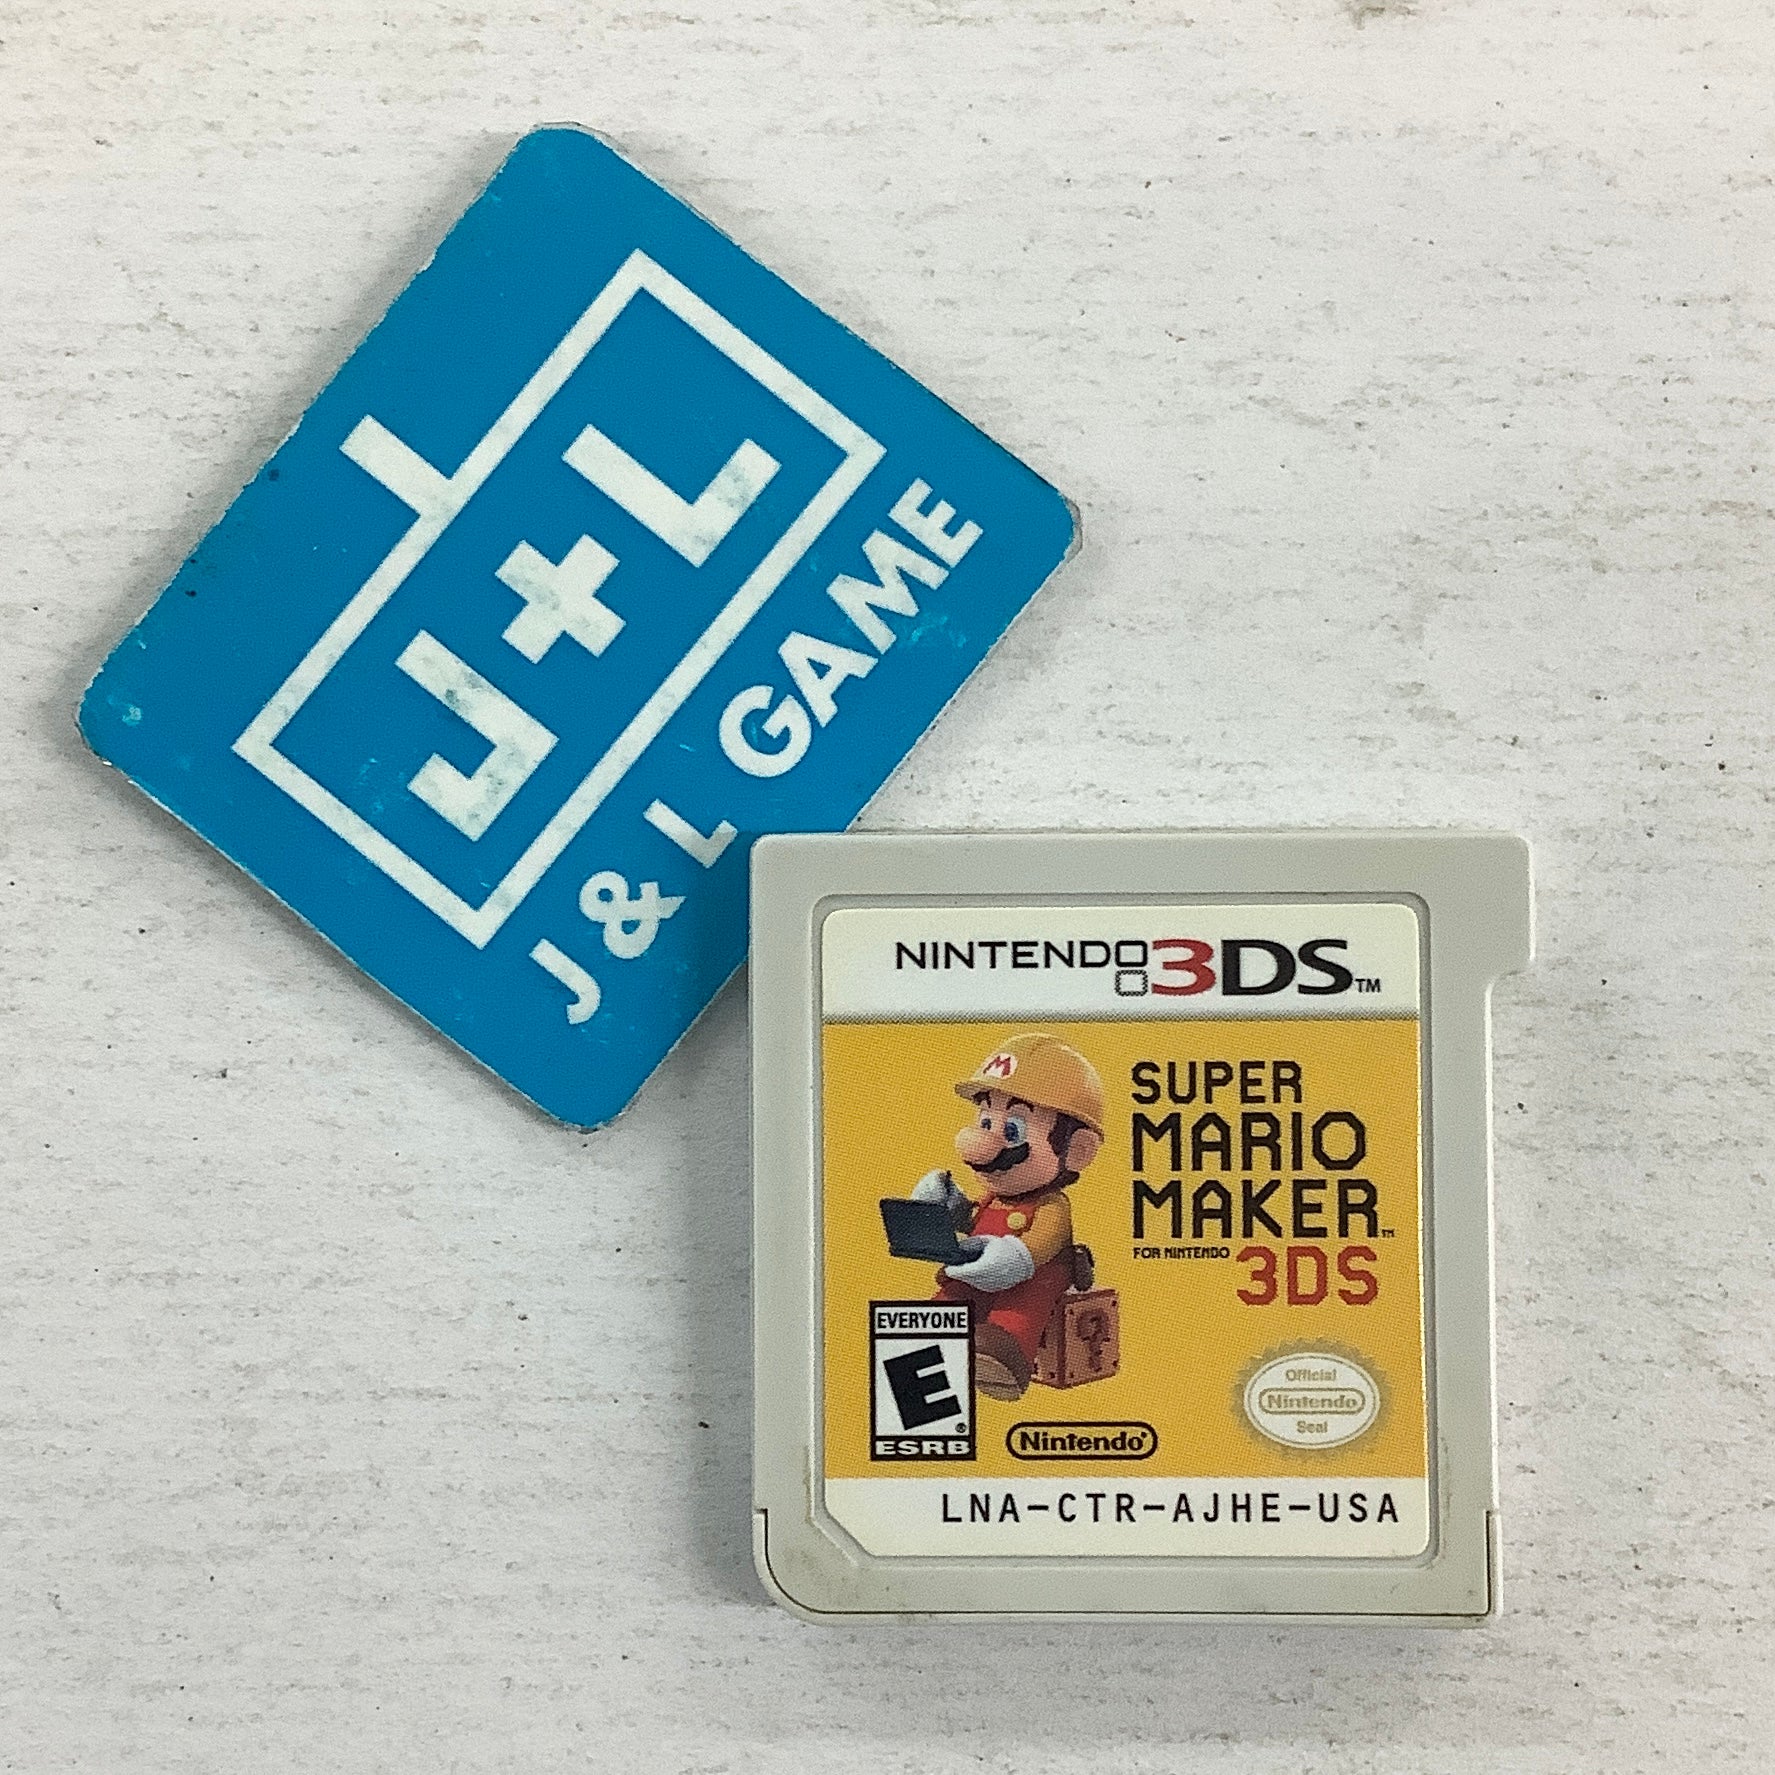 J+L
J & L GAME
NINTENDO 3DS™
M
SUPER
MARIO
MAKER™
FOR NINTENDO 3DS
?
EVERYONE
E®
ESRB
Nintendo®
Official
Nintendo
Seal
LNA-CTR-AJHE-USA